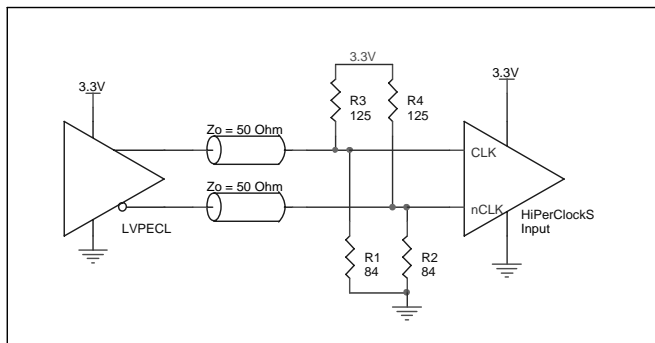 3.3V
3.3V
3.3V
R3
125
R4
125
Zo = 50 Ohm
CLK
Zo = 50 Ohm
nCLK
HiPerClockS
Input
LVPECL
R1
84
R2
84